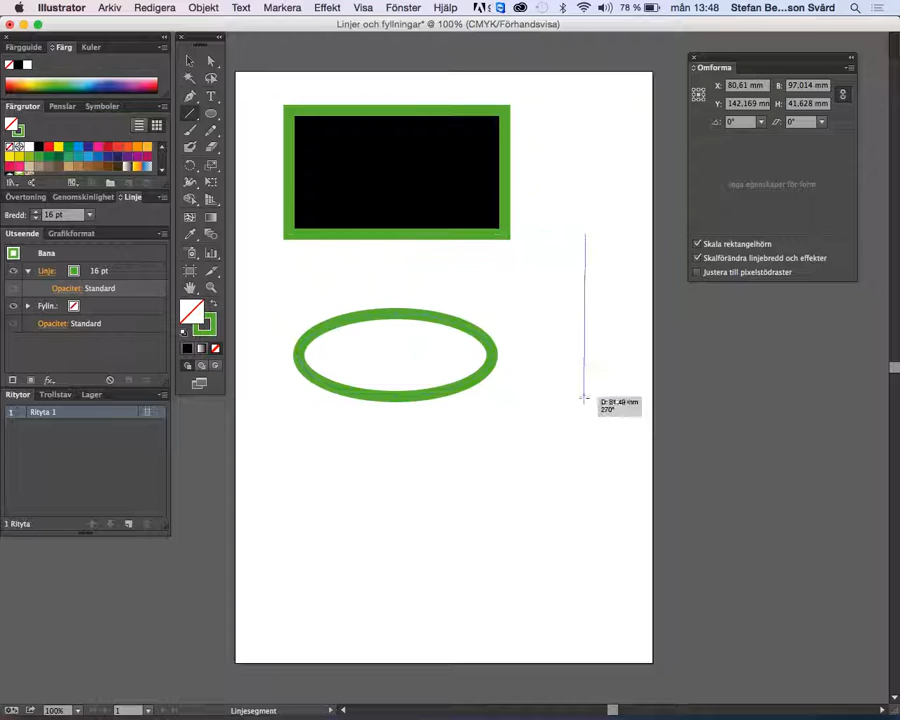 Illustrator Arkiv Redigera Objekt Text Markera Effekt Visa Fönster Hjälp 78 % mån 13:48 Stefan Be...son Svärd
Linjer och fyllningar* @ 100% (CMYK/Förhandsvisa)
Färgguide Färg Kuler
Färgrutor Penslar Symboler
Övertoning Genomskinlighet Linje
Bredd: 16 pt
Utseende Grafikformat
Bana
Linje: 16 pt
Opacitet: Standard
Fylln.:
Opacitet: Standard
fx
Ritytor Trollstav Lager
1 Rityta 1
1 Rityta
Omforma
X: 80,61 mm B: 97,014 mm
Y: 142,169 mm H: 41,628 mm
0° 0°
Inga egenskaper för form
Skala rektangelhörn
Skalförändra linjebredd och effekter
Justera till pixelstödraster
270°
100% 1 Linjesegment